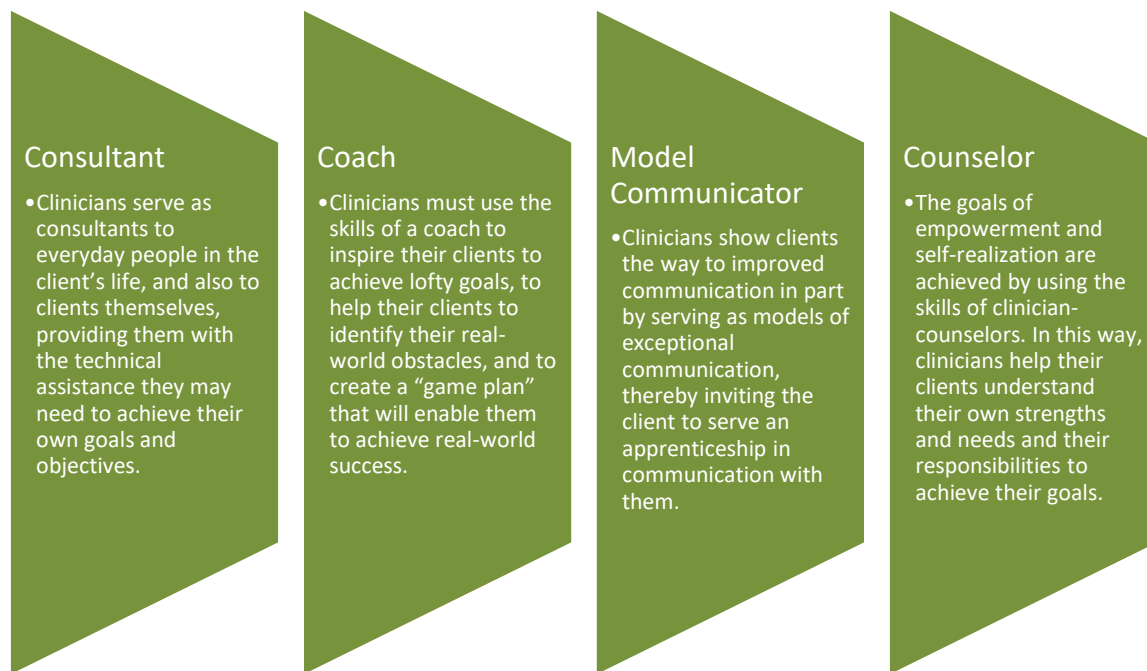 Consultant
•Clinicians serve as
consultants to
everyday people in the
client’s life, and also to
clients themselves,
providing them with
the technical
assistance they may
need to achieve their
own goals and
objectives.
Coach
•Clinicians must use the
skills of a coach to
inspire their clients to
achieve lofty goals, to
help their clients to
identify their real-
world obstacles, and to
create a “game plan”
that will enable them
to achieve real-world
success.
Model
Communicator
•Clinicians show clients
the way to improved
communication in part
by serving as models of
exceptional
communication,
thereby inviting the
client to serve an
apprenticeship in
communication with
them.
Counselor
•The goals of
empowerment and
self-realization are
achieved by using the
skills of clinician-
counselors. In this way,
clinicians help their
clients understand
their own strengths
and needs and their
responsibilities to
achieve their goals.